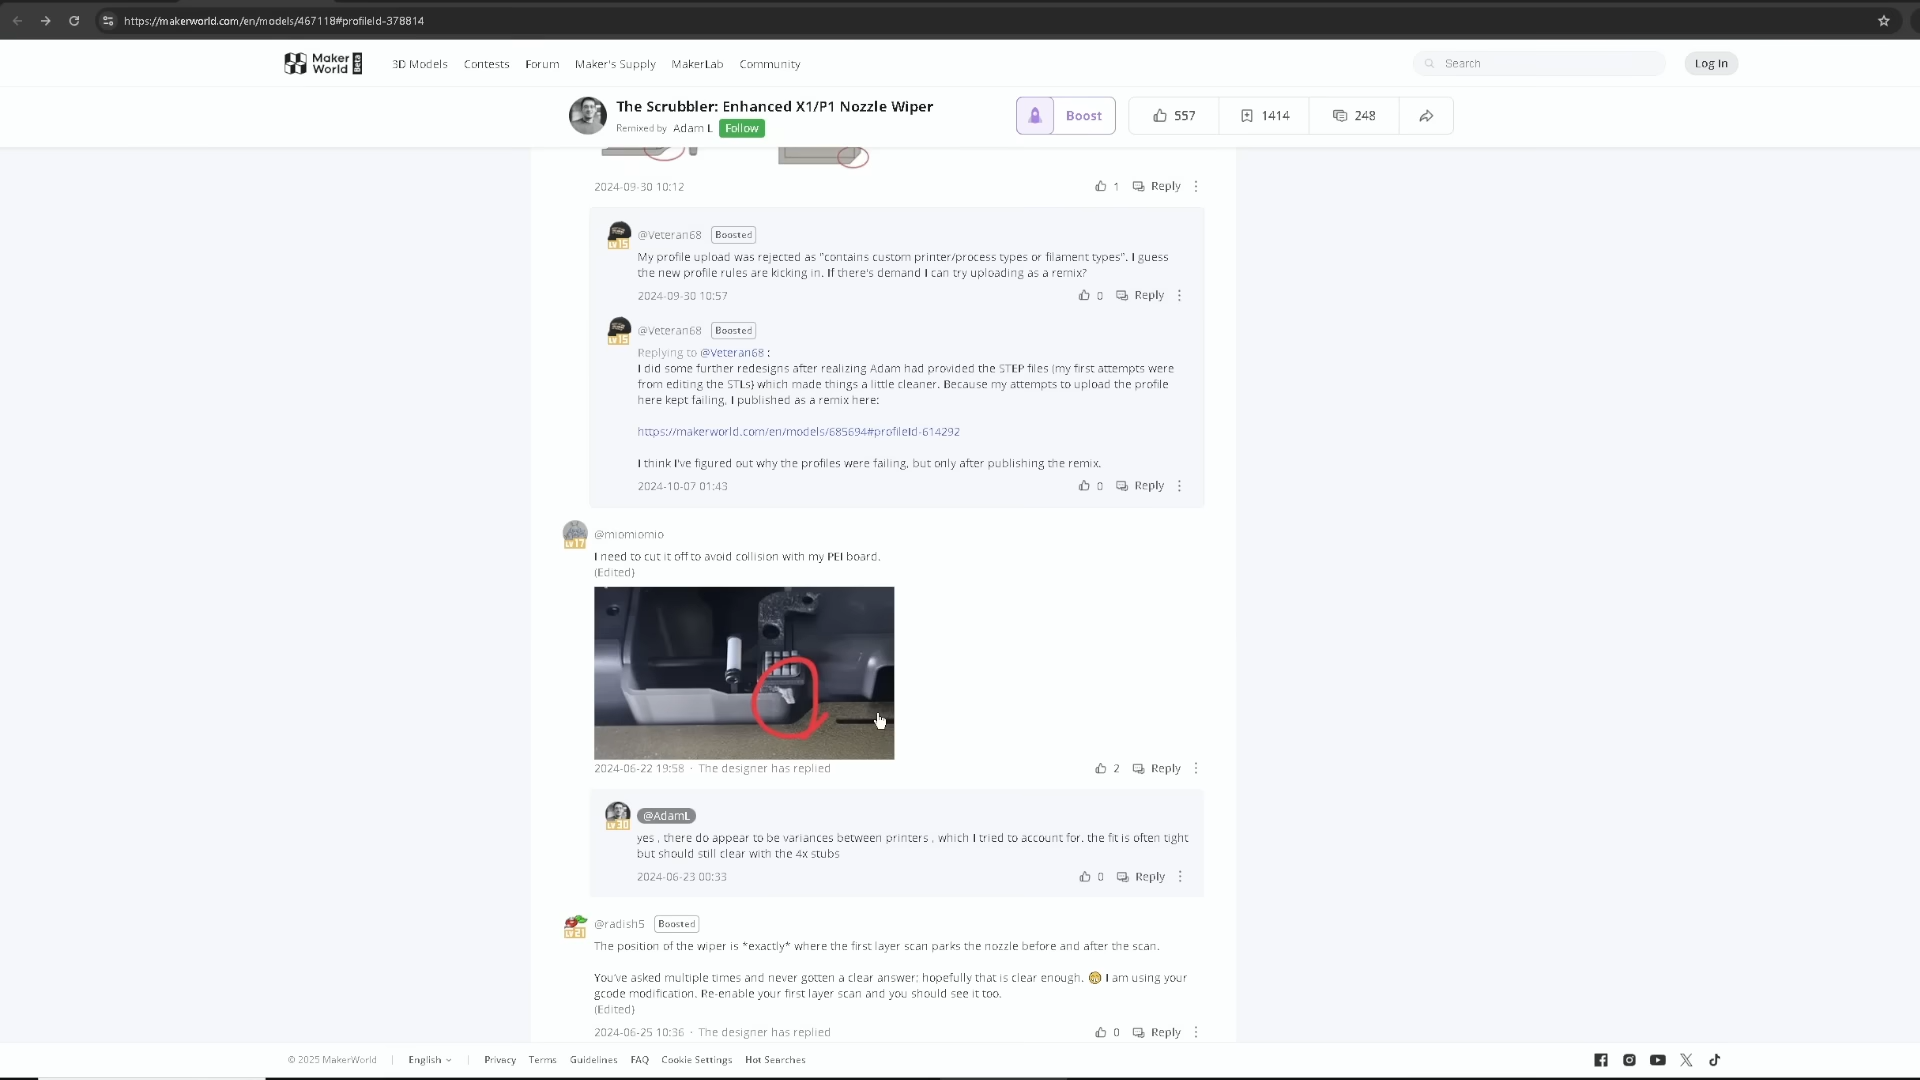 https://makerworld.com/en/models/467118#profileId-378814
Maker World Beta
3D Models Contests Forum Maker's Supply MakerLab Community
Search
Log In
The Scrubbler: Enhanced X1/P1 Nozzle Wiper
Remixed by Adam L Follow
Boost 557 1414 248
2024-09-30 10:12 1 Reply
@Veteran68 Boosted
LV15
My profile upload was rejected as "contains custom printer/process types or filament types". I guess
the new profile rules are kicking in. If there's demand I can try uploading as a remix?
2024-09-30 10:57 0 Reply
@Veteran68 Boosted
LV15
Replying to @Veteran68 :
I did some further redesigns after realizing Adam had provided the STEP files (my first attempts were
from editing the STLs) which made things a little cleaner. Because my attempts to upload the profile
here kept failing, I published as a remix here:
https://makerworld.com/en/models/685694#profileId-614292
I think I've figured out why the profiles were failing, but only after publishing the remix.
2024-10-07 01:43 0 Reply
@miomiomio
LV17
I need to cut it off to avoid collision with my PEI board.
(Edited)
2024-06-22 19:58 · The designer has replied 2 Reply
@AdamL
LV30
yes , there do appear to be variances between printers , which I tried to account for. the fit is often tight
but should still clear with the 4x stubs
2024-06-23 00:33 0 Reply
@radish5 Boosted
LV21
The position of the wiper is *exactly* where the first layer scan parks the nozzle before and after the scan.
You've asked multiple times and never gotten a clear answer; hopefully that is clear enough. 🤭 I am using your
gcode modification. Re-enable your first layer scan and you should see it too.
(Edited)
2024-06-25 10:36 · The designer has replied 0 Reply
© 2025 MakerWorld English Privacy Terms Guidelines FAQ Cookie Settings Hot Searches